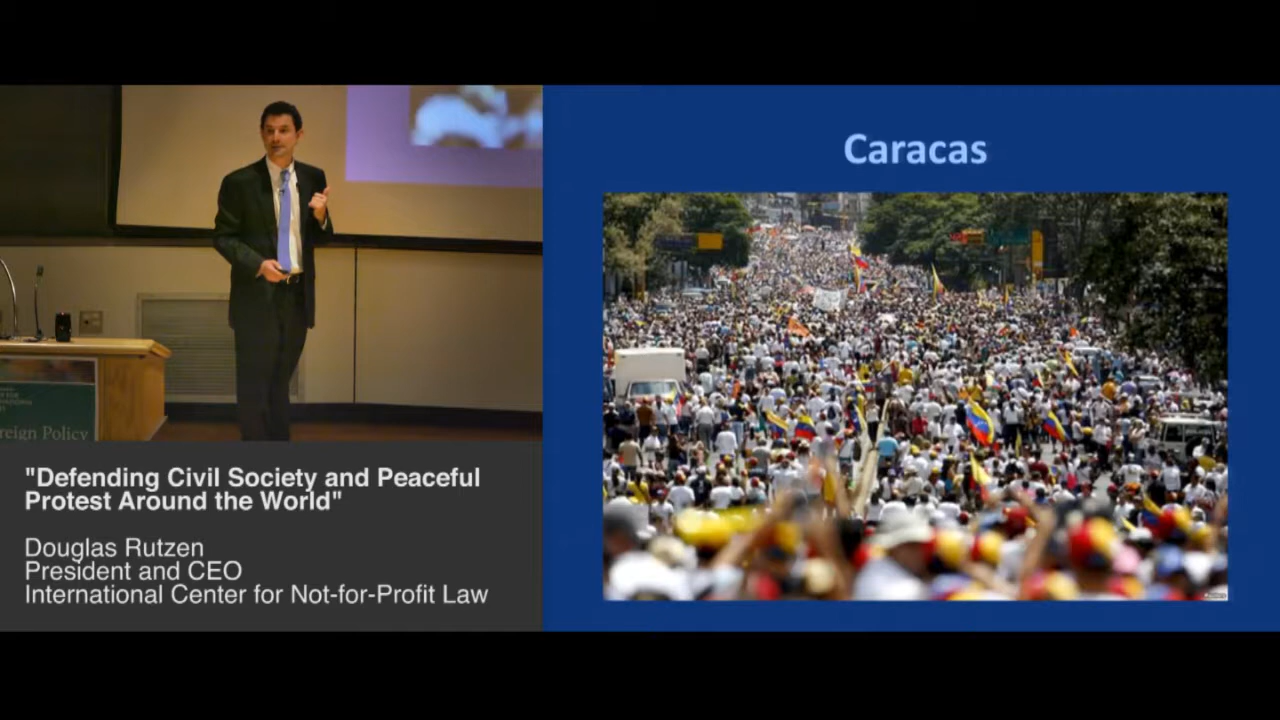 "Defending Civil Society and Peaceful
Protest Around the World"
Douglas Rutzen
President and CEO
International Center for Not-for-Profit Law
reign Policy
Caracas